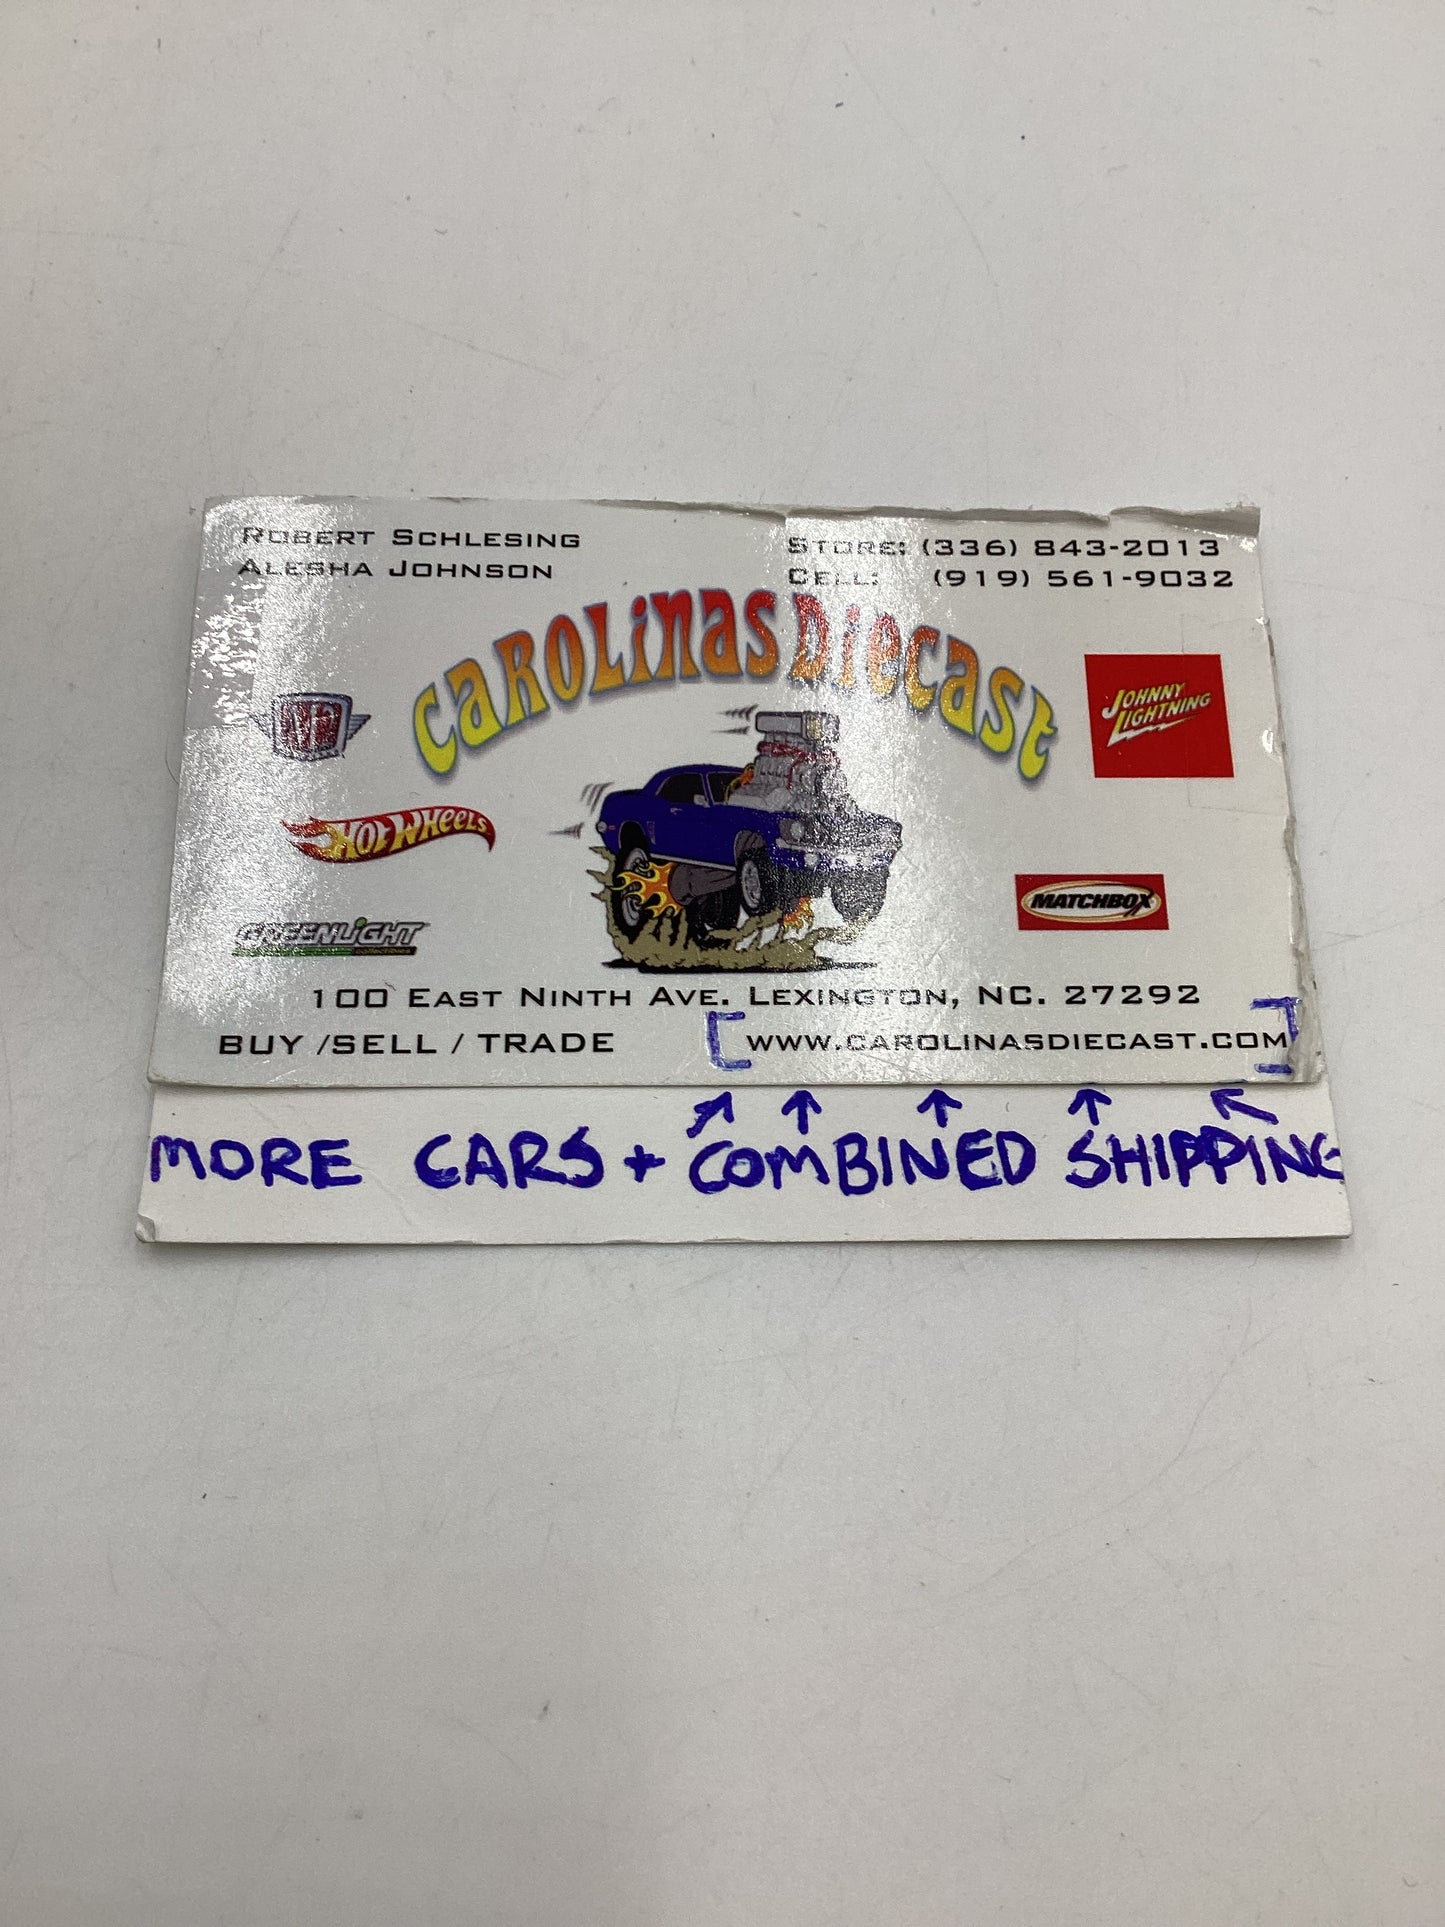 ROBERT SCHLESING
ALESHA JOHNSON
STORE: (336) 843-2013
CELL: (919) 561-9032
CAROLINAS DIECAST
M2
JOHNNY LIGHTNING
HOT WHEELS
MATCHBOX
GREENLIGHT
100 EAST NINTH AVE. LEXINGTON, NC. 27292
BUY /SELL / TRADE [WWW.CAROLINASDIECAST.COM]
MORE CARS + COMBINED SHIPPING